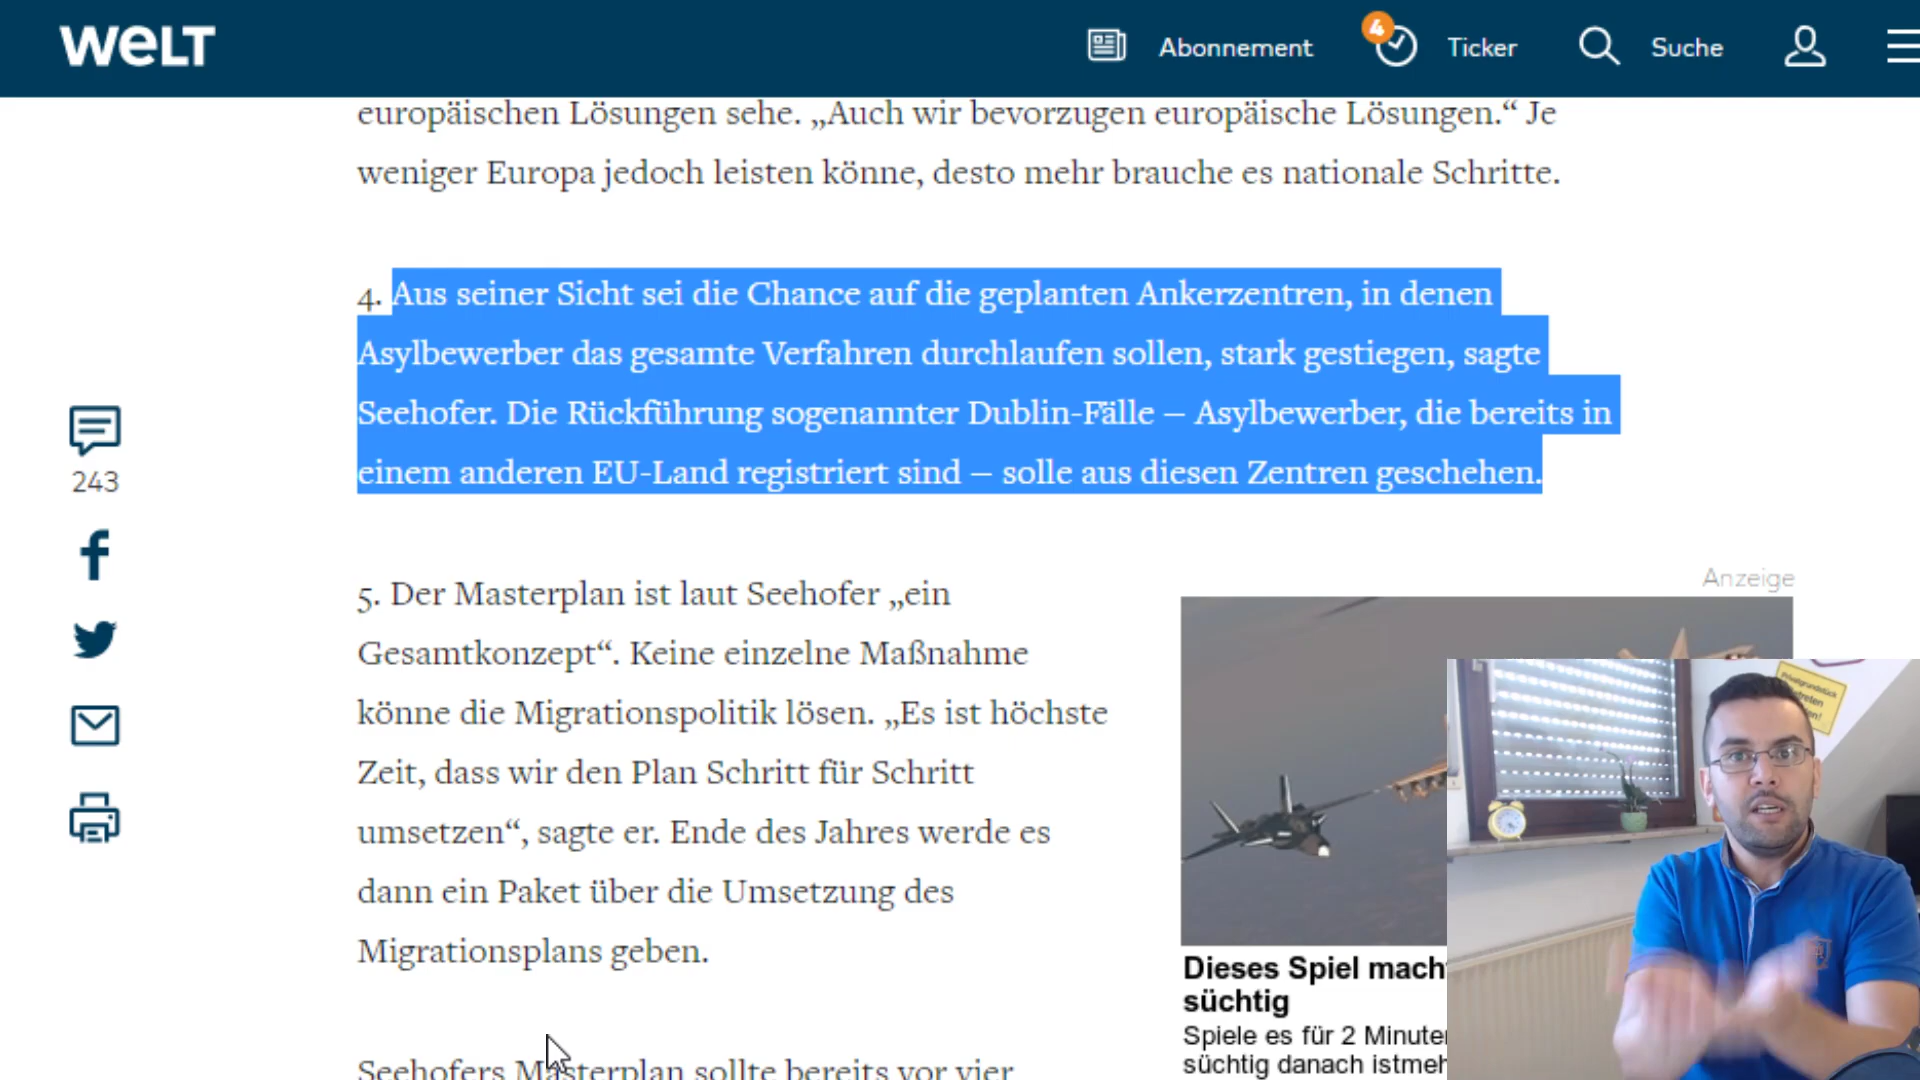 WELT
Abonnement
4
Ticker
Suche
europäischen Lösungen sehe. „Auch wir bevorzugen europäische Lösungen.“ Je
weniger Europa jedoch leisten könne, desto mehr brauche es nationale Schritte.
4. Aus seiner Sicht sei die Chance auf die geplanten Ankerzentren, in denen
Asylbewerber das gesamte Verfahren durchlaufen sollen, stark gestiegen, sagte
Seehofer. Die Rückführung sogenannter Dublin-Fälle – Asylbewerber, die bereits in
einem anderen EU-Land registriert sind – solle aus diesen Zentren geschehen.
243
5. Der Masterplan ist laut Seehofer „ein
Gesamtkonzept“. Keine einzelne Maßnahme
könne die Migrationspolitik lösen. „Es ist höchste
Zeit, dass wir den Plan Schritt für Schritt
umsetzen“, sagte er. Ende des Jahres werde es
dann ein Paket über die Umsetzung des
Migrationsplans geben.
Seehofers Masterplan sollte bereits vor vier
Anzeige
Dieses Spiel mach
süchtig
Spiele es für 2 Minuten
süchtig danach istmeh
Privatgrundstück